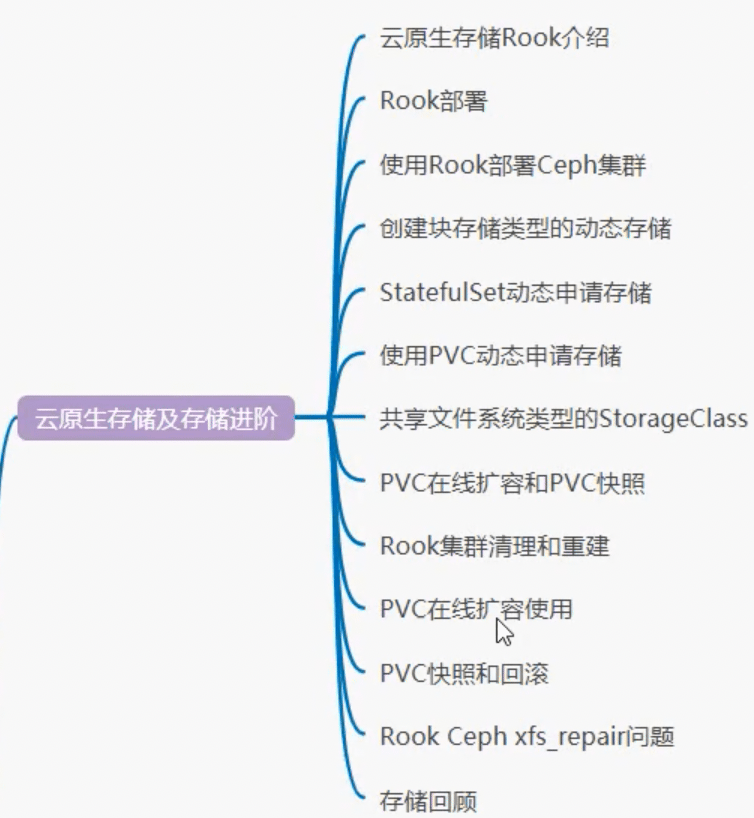 云原生存储Rook介绍
Rook部署
使用Rook部署Ceph集群
创建块存储类型的动态存储
StatefulSet动态申请存储
使用PVC动态申请存储
云原生存储及存储进阶
共享文件系统类型的StorageClass
PVC在线扩容和PVC快照
Rook集群清理和重建
PVC在线扩容使用
PVC快照和回滚
Rook Ceph xfs_repair问题
存储回顾